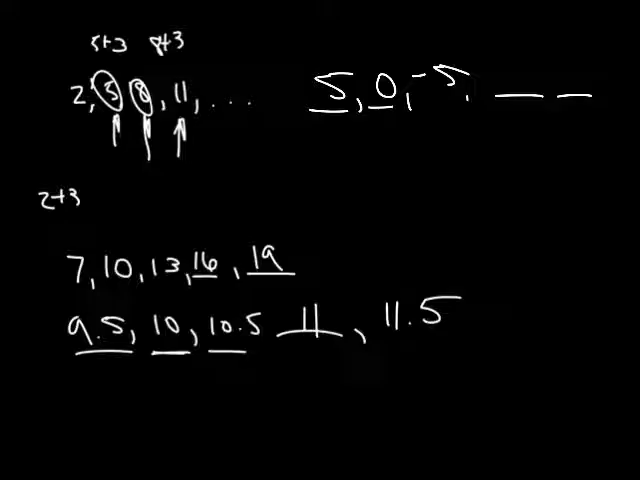 5+3 8+3
2, 5 8, 11, ...
5, 0, -5, __ __
2+3
7, 10, 13, 16, 19
9.5, 10, 10.5 11, 11.5